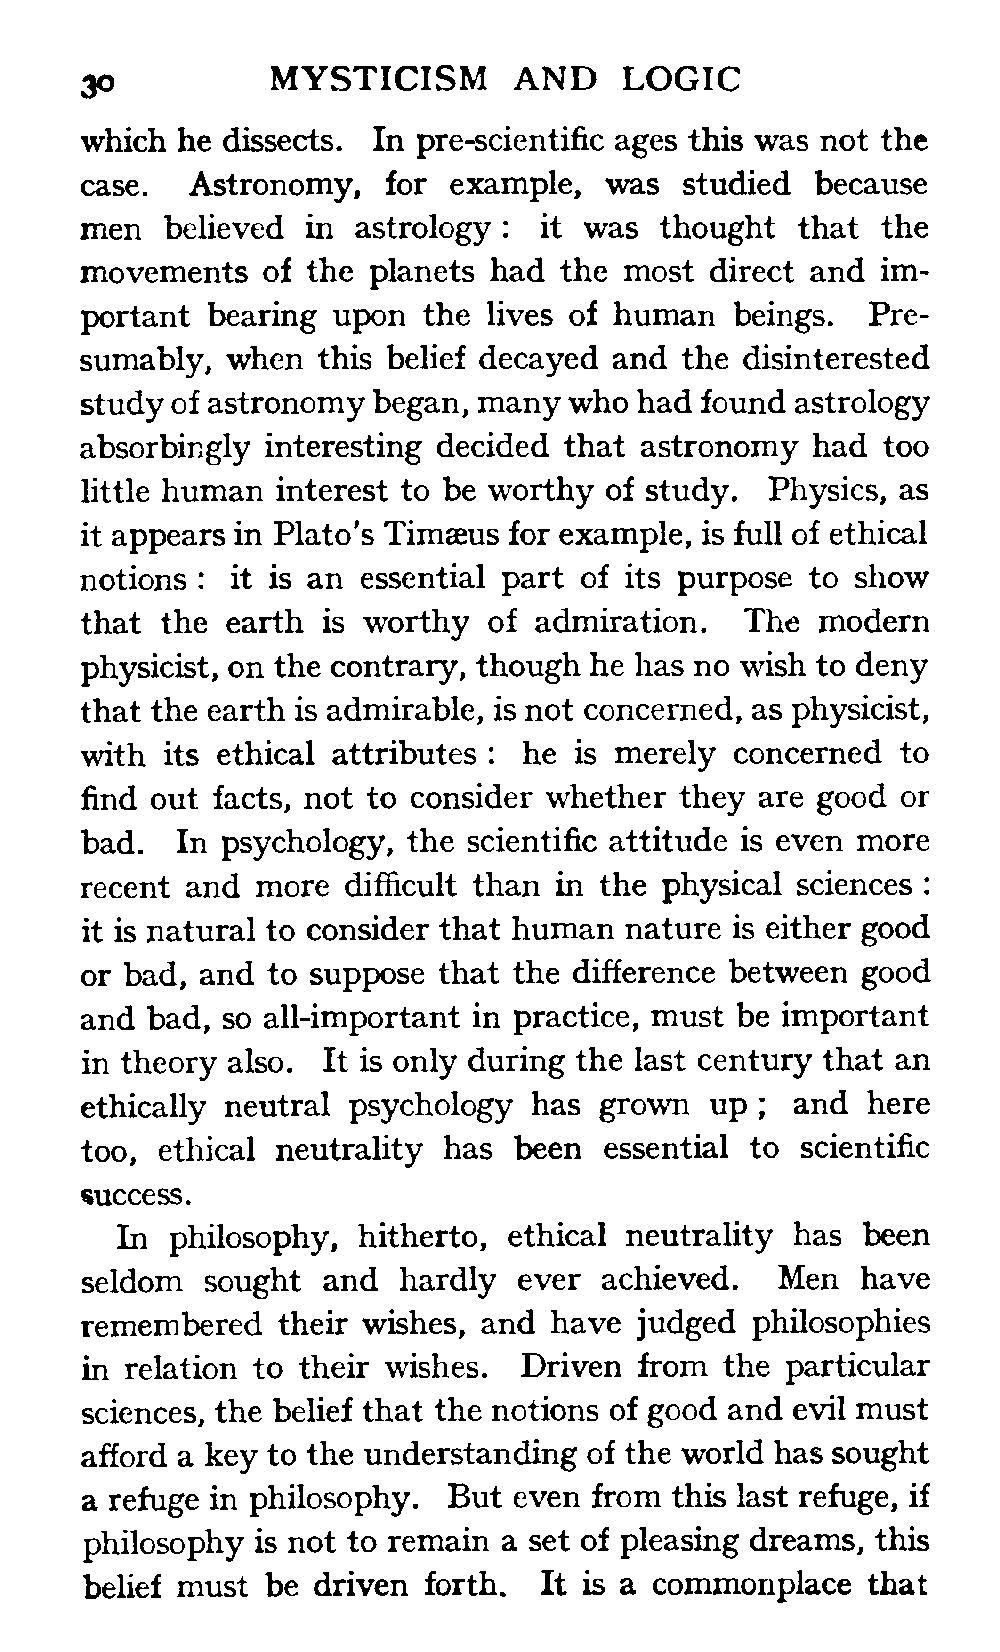 30 MYSTICISM AND LOGIC
which he dissects. In pre-scientific ages this was not the
case. Astronomy, for example, was studied because
men believed in astrology : it was thought that the
movements of the planets had the most direct and im-
portant bearing upon the lives of human beings. Pre-
sumably, when this belief decayed and the disinterested
study of astronomy began, many who had found astrology
absorbingly interesting decided that astronomy had too
little human interest to be worthy of study. Physics, as
it appears in Plato's Timæus for example, is full of ethical
notions : it is an essential part of its purpose to show
that the earth is worthy of admiration. The modern
physicist, on the contrary, though he has no wish to deny
that the earth is admirable, is not concerned, as physicist,
with its ethical attributes : he is merely concerned to
find out facts, not to consider whether they are good or
bad. In psychology, the scientific attitude is even more
recent and more difficult than in the physical sciences :
it is natural to consider that human nature is either good
or bad, and to suppose that the difference between good
and bad, so all-important in practice, must be important
in theory also. It is only during the last century that an
ethically neutral psychology has grown up ; and here
too, ethical neutrality has been essential to scientific
success.
In philosophy, hitherto, ethical neutrality has been
seldom sought and hardly ever achieved. Men have
remembered their wishes, and have judged philosophies
in relation to their wishes. Driven from the particular
sciences, the belief that the notions of good and evil must
afford a key to the understanding of the world has sought
a refuge in philosophy. But even from this last refuge, if
philosophy is not to remain a set of pleasing dreams, this
belief must be driven forth. It is a commonplace that